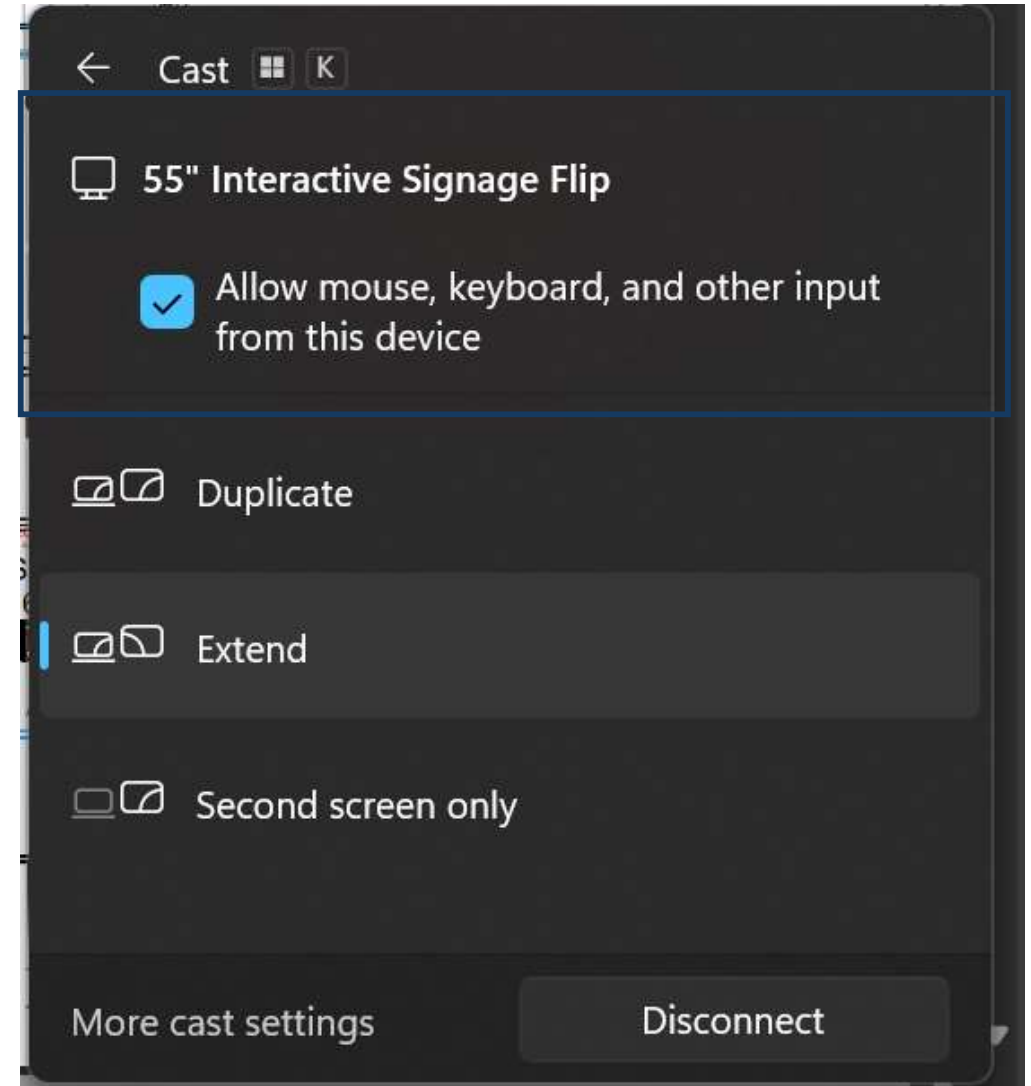 Cast K
55" Interactive Signage Flip
Allow mouse, keyboard, and other input
from this device
Duplicate
Extend
Second screen only
More cast settings Disconnect